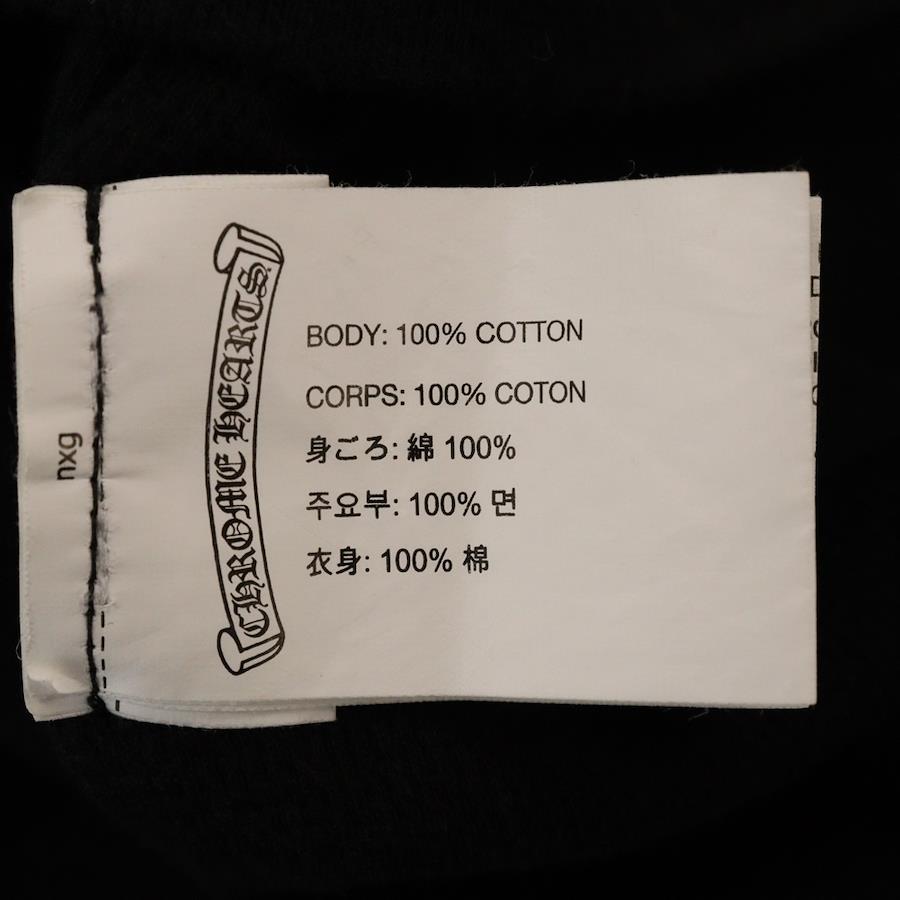 nxg
CHROME HEARTS
BODY: 100% COTTON
CORPS: 100% COTON
身ごろ: 綿 100%
주요부: 100% 면
衣身: 100% 棉